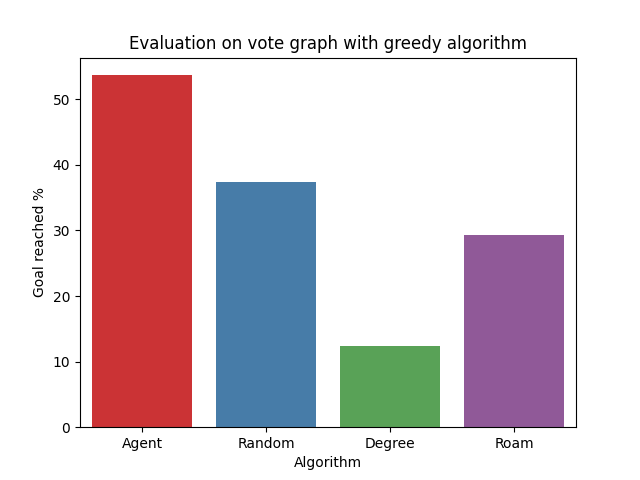 Evaluation on vote graph with greedy algorithm
Goal reached %
50
40
30
20
10
0
Agent Random Degree Roam
Algorithm